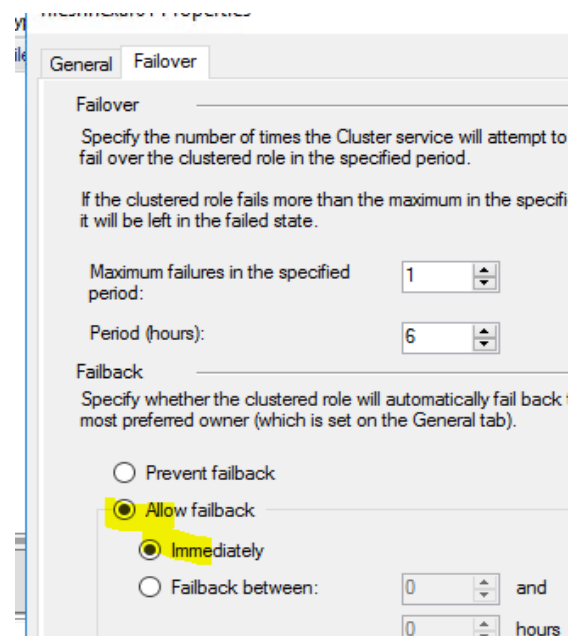 Properties
General Failover
Failover
Specify the number of times the Cluster service will attempt to
fail over the clustered role in the specified period.
If the clustered role fails more than the maximum in the specifi
it will be left in the failed state.
Maximum failures in the specified
period:
1
Period (hours):
6
Failback
Specify whether the clustered role will automatically fail back
most preferred owner (which is set on the General tab).
Prevent failback
Allow failback
Immediately
Failback between:
0
and
0
hours